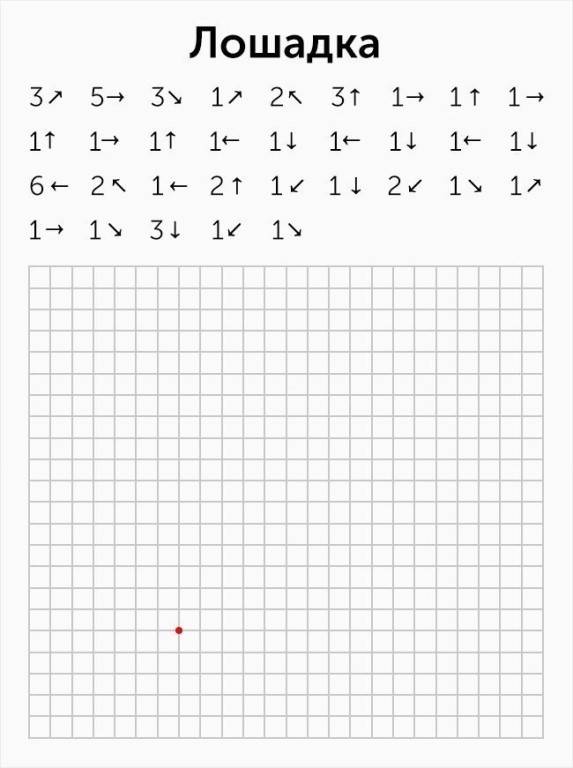 Лошадка
3↗ 5→ 3↘ 1↗ 2↖ 3↑ 1→ 1↑ 1→
1↑ 1→ 1↑ 1← 1↓ 1← 1↓ 1← 1↓
6← 2↖ 1← 2↑ 1↙ 1↓ 2↙ 1↘ 1↗
1→ 1↘ 3↓ 1↙ 1↘